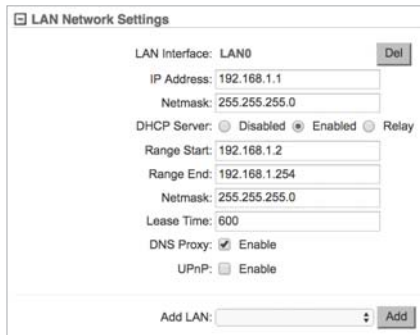 LAN Network Settings
LAN Interface: LAN0 Del
IP Address: 192.168.1.1
Netmask: 255.255.255.0
DHCP Server: Disabled Enabled Relay
Range Start: 192.168.1.2
Range End: 192.168.1.254
Netmask: 255.255.255.0
Lease Time: 600
DNS Proxy: Enable
UPnP: Enable
Add LAN: Add